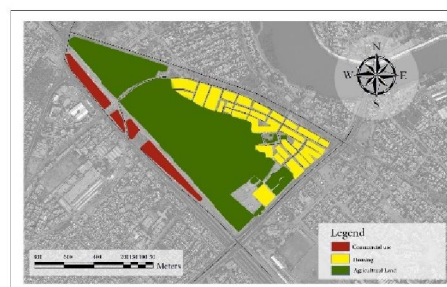 N
W E
S
Legend
Commercial use
Housing
Agricultural Land
Meters